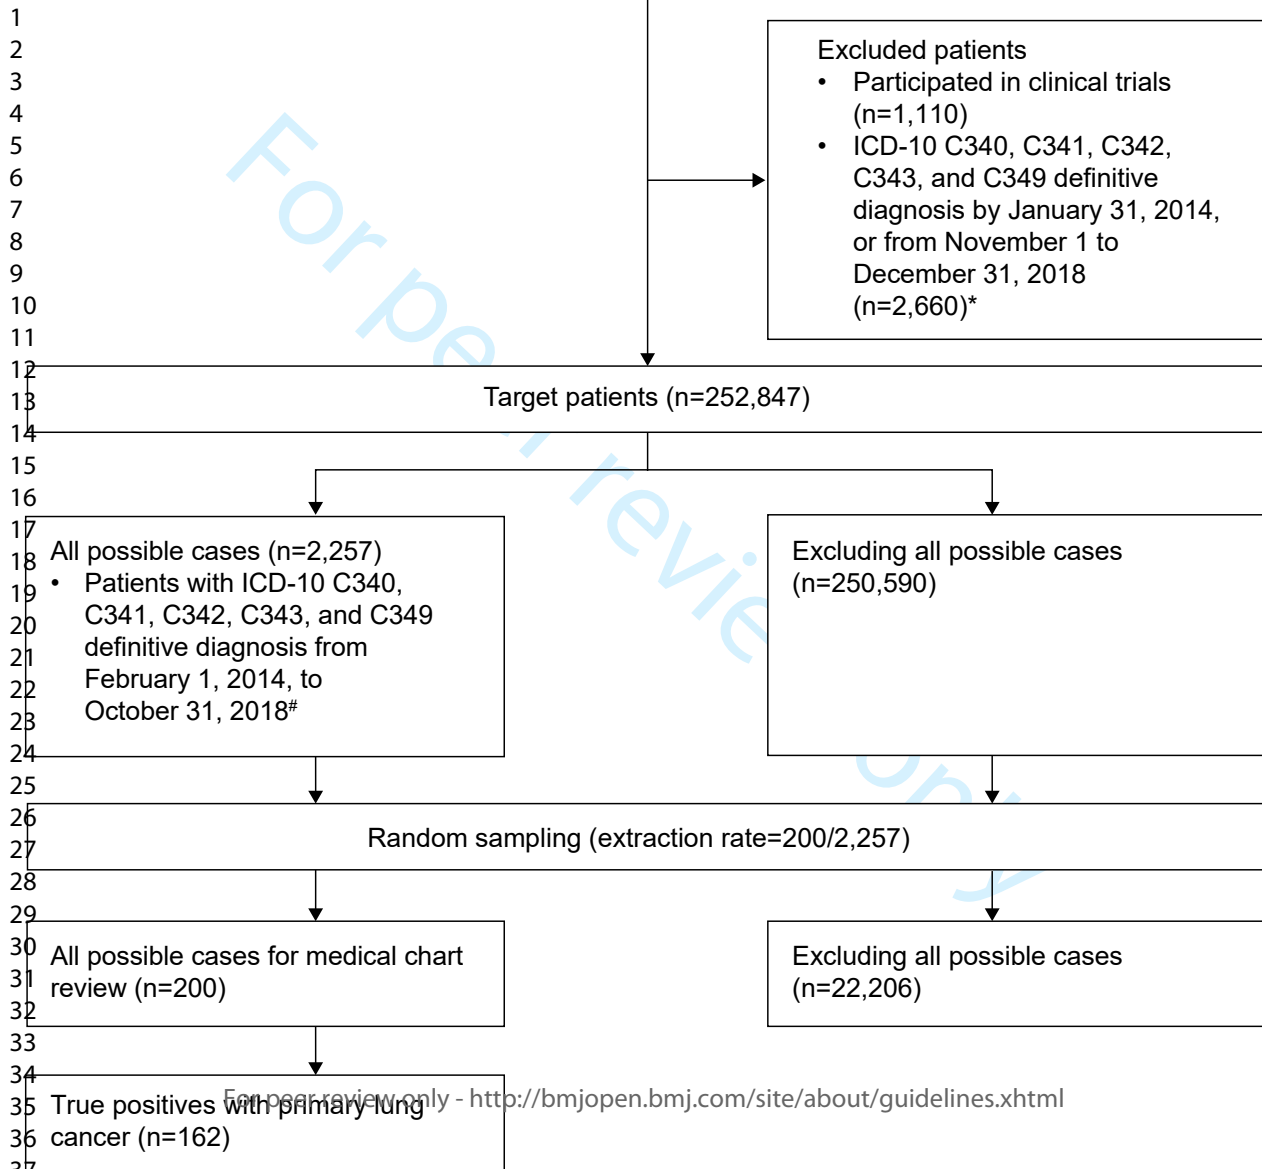 1
2
3
4
5
6
7
8
9
10
11
12
13
14
15
16
17
18
19
20
21
22
23
24
25
26
27
28
29
30
31
32
33
34
35
36
37
Excluded patients
• Participated in clinical trials
(n=1,110)
• ICD-10 C340, C341, C342,
C343, and C349 definitive
diagnosis by January 31, 2014,
or from November 1 to
December 31, 2018
(n=2,660)*
Target patients (n=252,847)
All possible cases (n=2,257)
• Patients with ICD-10 C340,
C341, C342, C343, and C349
definitive diagnosis from
February 1, 2014, to
October 31, 2018#
Excluding all possible cases
(n=250,590)
Random sampling (extraction rate=200/2,257)
All possible cases for medical chart
review (n=200)
Excluding all possible cases
(n=22,206)
True positives with primary lung
cancer (n=162)
For peer review only - http://bmjopen.bmj.com/site/about/guidelines.xhtml
For peer review only